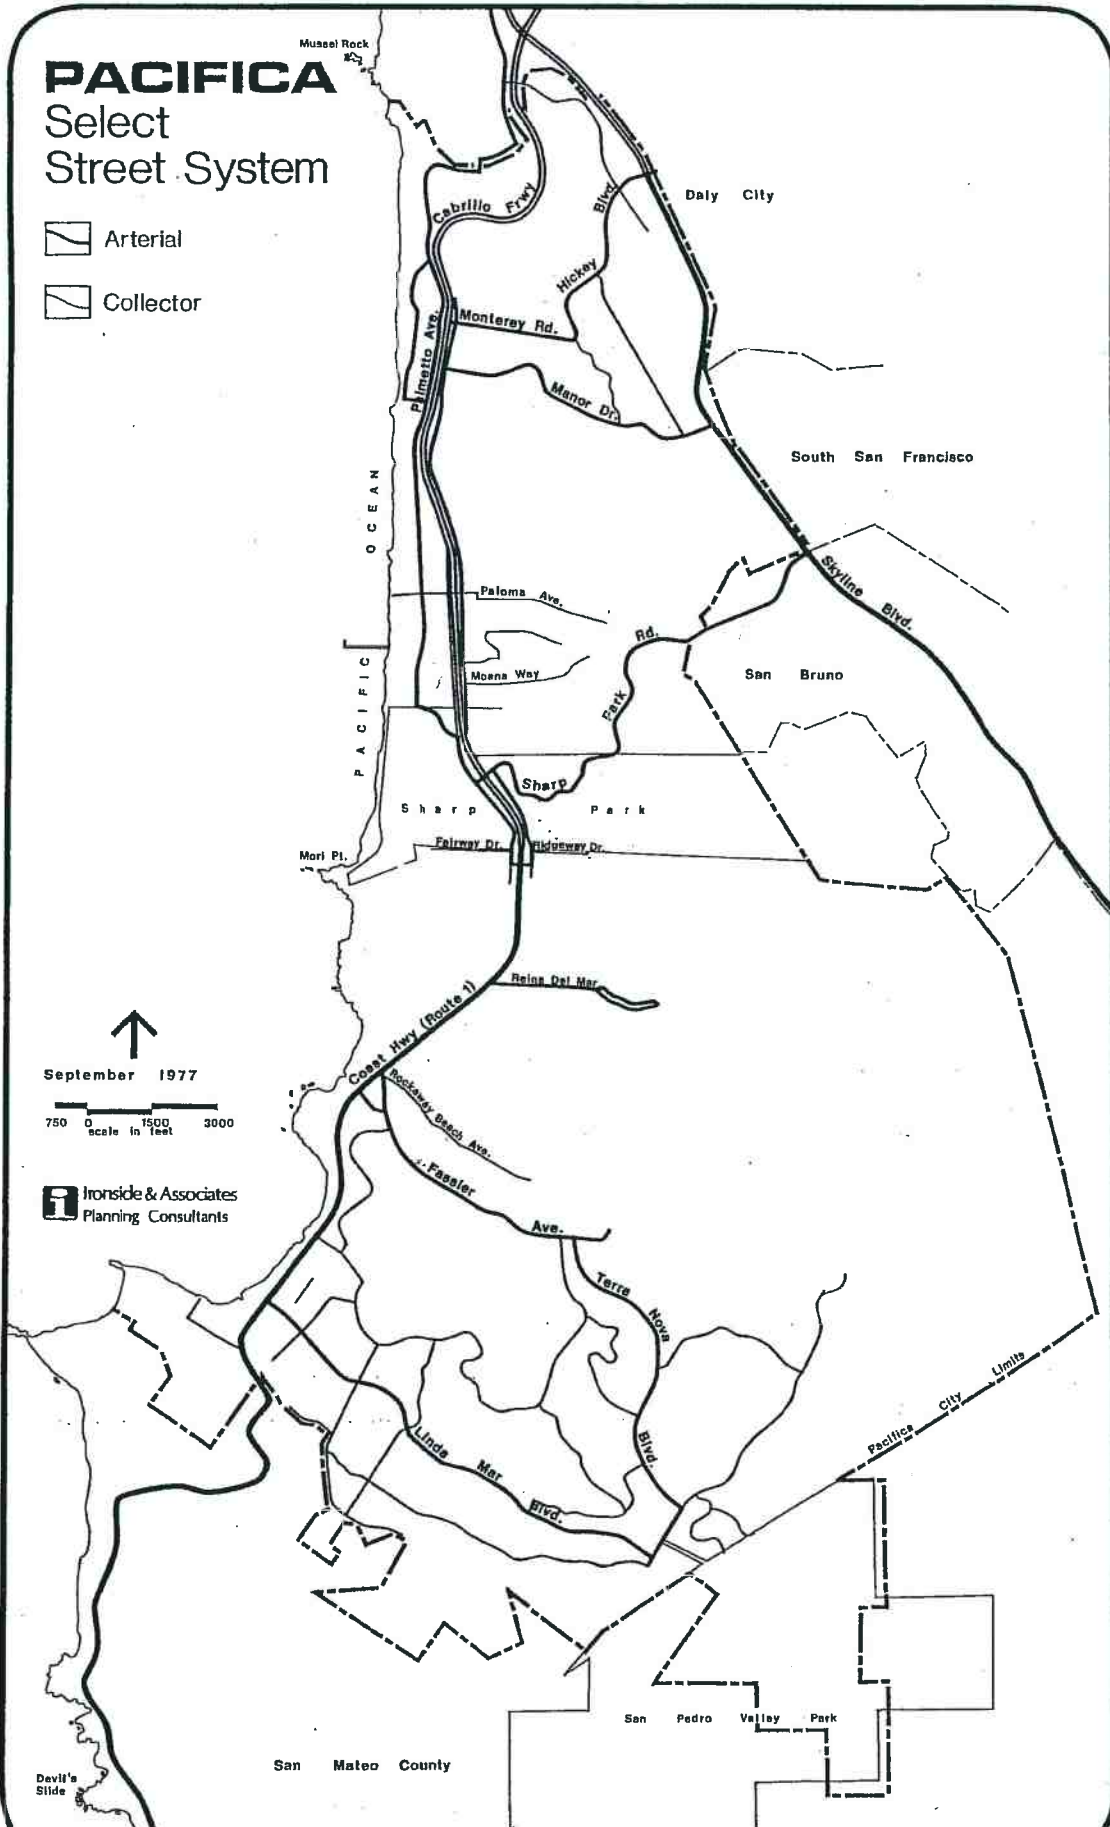 Mussel Rock
PACIFICA
Select
Street System
Arterial
Collector
Daly City
Cabrillo Frwy
Hickey Blvd.
Monterey Rd.
Palmetto Ave.
Manor Dr.
South San Francisco
PACIFIC OCEAN
Skyline Blvd.
Paloma Ave.
Moana Way
San Bruno
Sharp Park Rd.
Sharp Park
Fairway Dr.
Ridgeway Dr.
Mori Pt.
Reina Del Mar
Coast Hwy (Route 1)
September 1977
750 0 1500 3000
scale in feet
Rockaway Beach Ave.
i Ironside & Associates
Planning Consultants
Fassler Ave.
Terra Nova Blvd.
Linda Mar Blvd.
Pacifica City Limits
San Pedro Valley Park
San Mateo County
Devil's
Slide